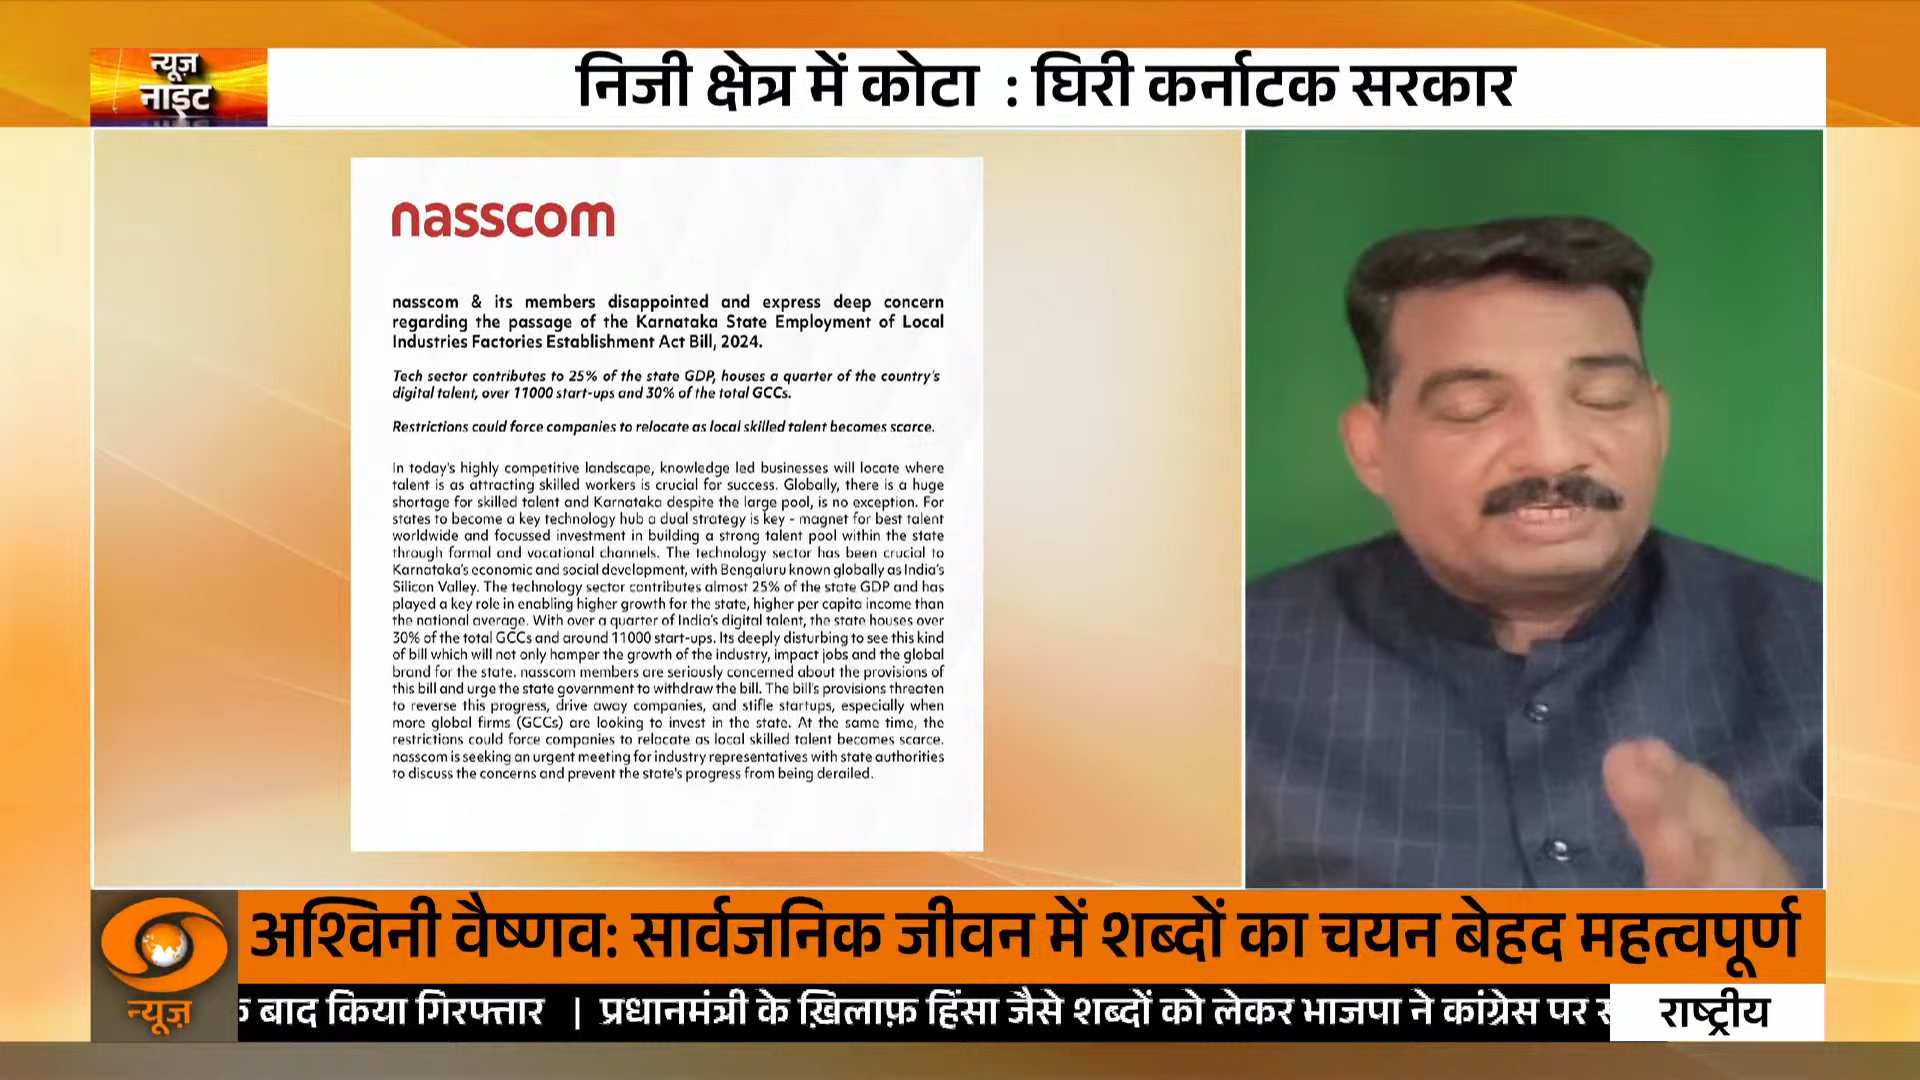 न्यूज़
नाइट
निजी क्षेत्र में कोटा : घिरी कर्नाटक सरकार
nasscom
nasscom & its members disappointed and express deep concern
regarding the passage of the Karnataka State Employment of Local
Industries Factories Establishment Act Bill, 2024.
Tech sector contributes to 25% of the state GDP, houses a quarter of the country's
digital talent, over 11000 start-ups and 30% of the total GCCs.
Restrictions could force companies to relocate as local skilled talent becomes scarce.
In today's highly competitive landscape, knowledge led businesses will locate where
talent is as attracting skilled workers is crucial for success. Globally, there is a huge
shortage for skilled talent and Karnataka despite the large pool, is no exception. For
states to become a key technology hub a dual strategy is key - magnet for best talent
worldwide and focussed investment in building a strong talent pool within the state
through formal and vocational channels. The technology sector has been crucial to
Karnataka's economic and social development, with Bengaluru known globally as India's
Silicon Valley. The technology sector contributes almost 25% of the state GDP and has
played a key role in enabling higher growth for the state, higher per capita income than
the national average. With over a quarter of India's digital talent, the state houses over
30% of the total GCCs and around 11000 start-ups. Its deeply disturbing to see this kind
of bill which will not only hamper the growth of the industry, impact jobs and the global
brand for the state. nasscom members are seriously concerned about the provisions of
this bill and urge the state government to withdraw the bill. The bill's provisions threaten
to reverse this progress, drive away companies, and stifle startups, especially when
more global firms (GCCs) are looking to invest in the state. At the same time, the
restrictions could force companies to relocate as local skilled talent becomes scarce.
nasscom is seeking an urgent meeting for industry representatives with state authorities
to discuss the concerns and prevent the state's progress from being derailed.
अश्विनी वैष्णव: सार्वजनिक जीवन में शब्दों का चयन बेहद महत्वपूर्ण
न्यूज़
बाद किया गिरफ्तार | प्रधानमंत्री के ख़िलाफ़ हिंसा जैसे शब्दों को लेकर भाजपा ने कांग्रेस पर
राष्ट्रीय